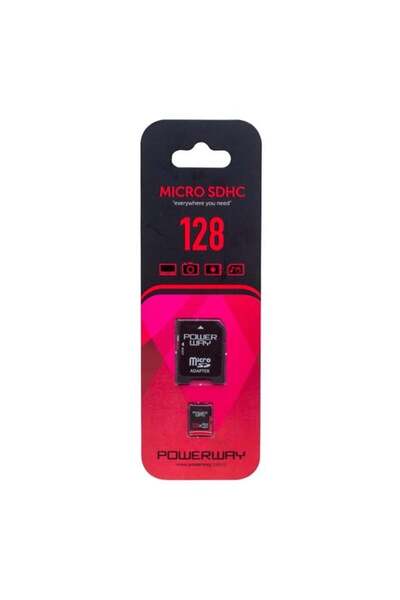 MICRO SDHC
"everywhere you need"
128
POWER
WAY
micro
SD
ADAPTER
POWERWAY